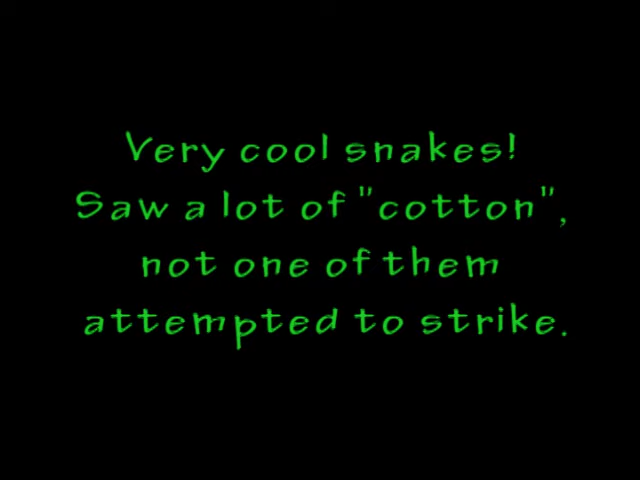 Very cool snakes!
Saw a lot of "cotton",
not one of them
attempted to strike.